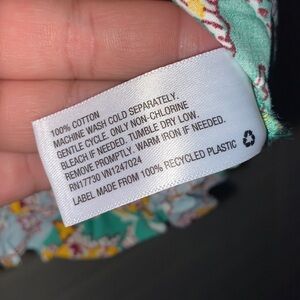 100% COTTON
MACHINE WASH COLD SEPARATELY.
GENTLE CYCLE. ONLY NON-CHLORINE
BLEACH IF NEEDED. TUMBLE DRY LOW.
REMOVE PROMPTLY. WARM IRON IF NEEDED.
RN17730 VN1247024
LABEL MADE FROM 100% RECYCLED PLASTIC